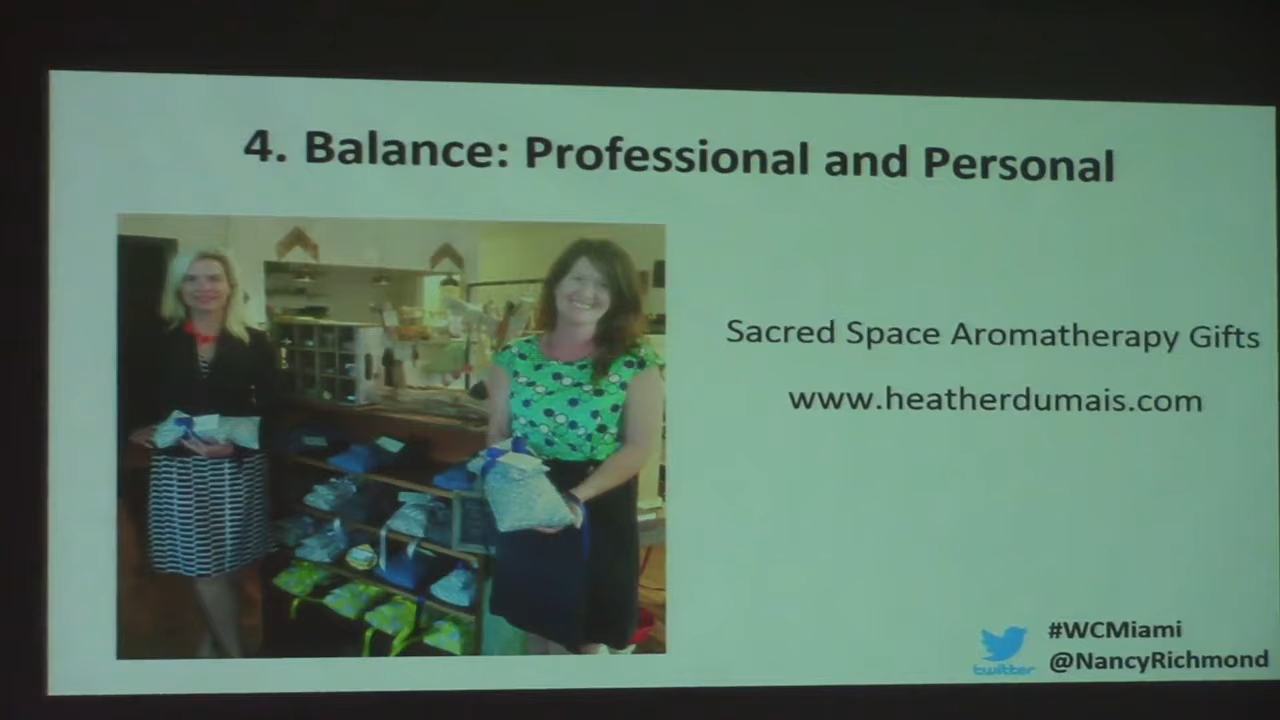 4. Balance: Professional and Personal
Sacred Space Aromatherapy Gifts
www.heatherdumais.com
#WCMiami
twitter
@NancyRichmond